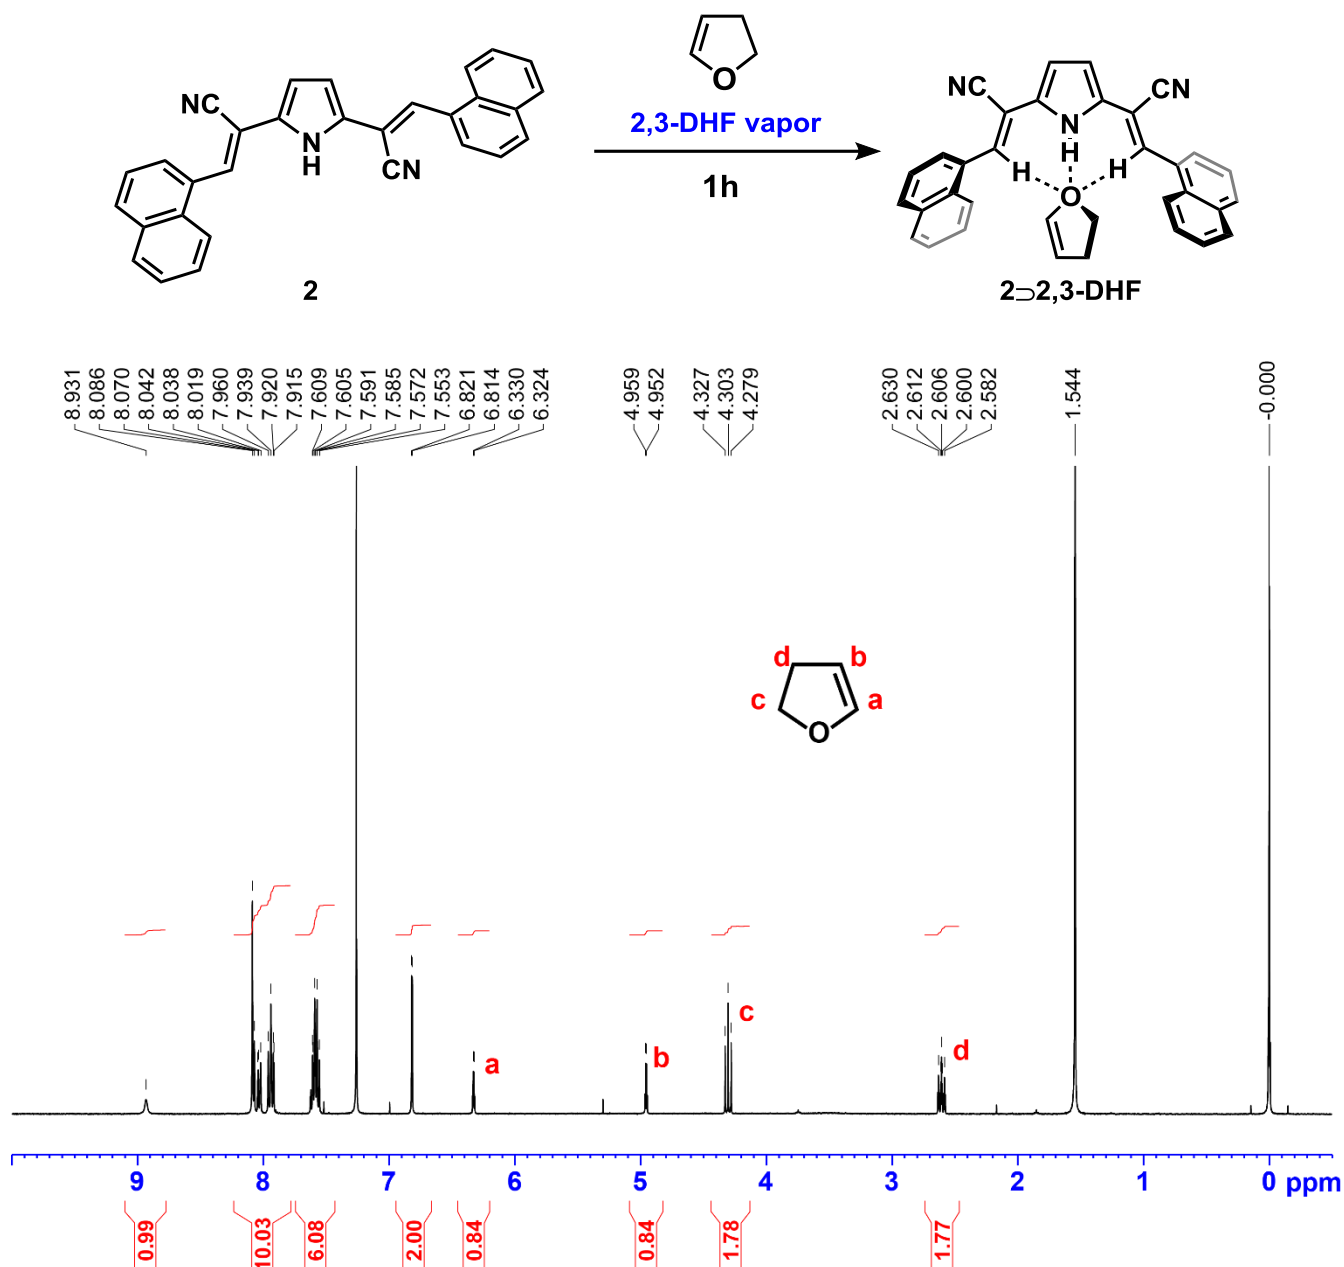 O
2,3-DHF vapor
1h
NC
N
H
CN
2
NC
CN
N
H
H
H
O
2⊃2,3-DHF
8.931
8.086
8.070
8.042
8.038
8.019
7.960
7.939
7.920
7.915
7.609
7.605
7.591
7.585
7.572
7.553
6.821
6.814
6.330
6.324
4.959
4.952
4.327
4.303
4.279
2.630
2.612
2.606
2.600
2.582
1.544
-0.000
d
b
c
a
O
a
b
c
d
9 8 7 6 5 4 3 2 1 0 ppm
0.99
10.03
6.08
2.00
0.84
0.84
1.78
1.77